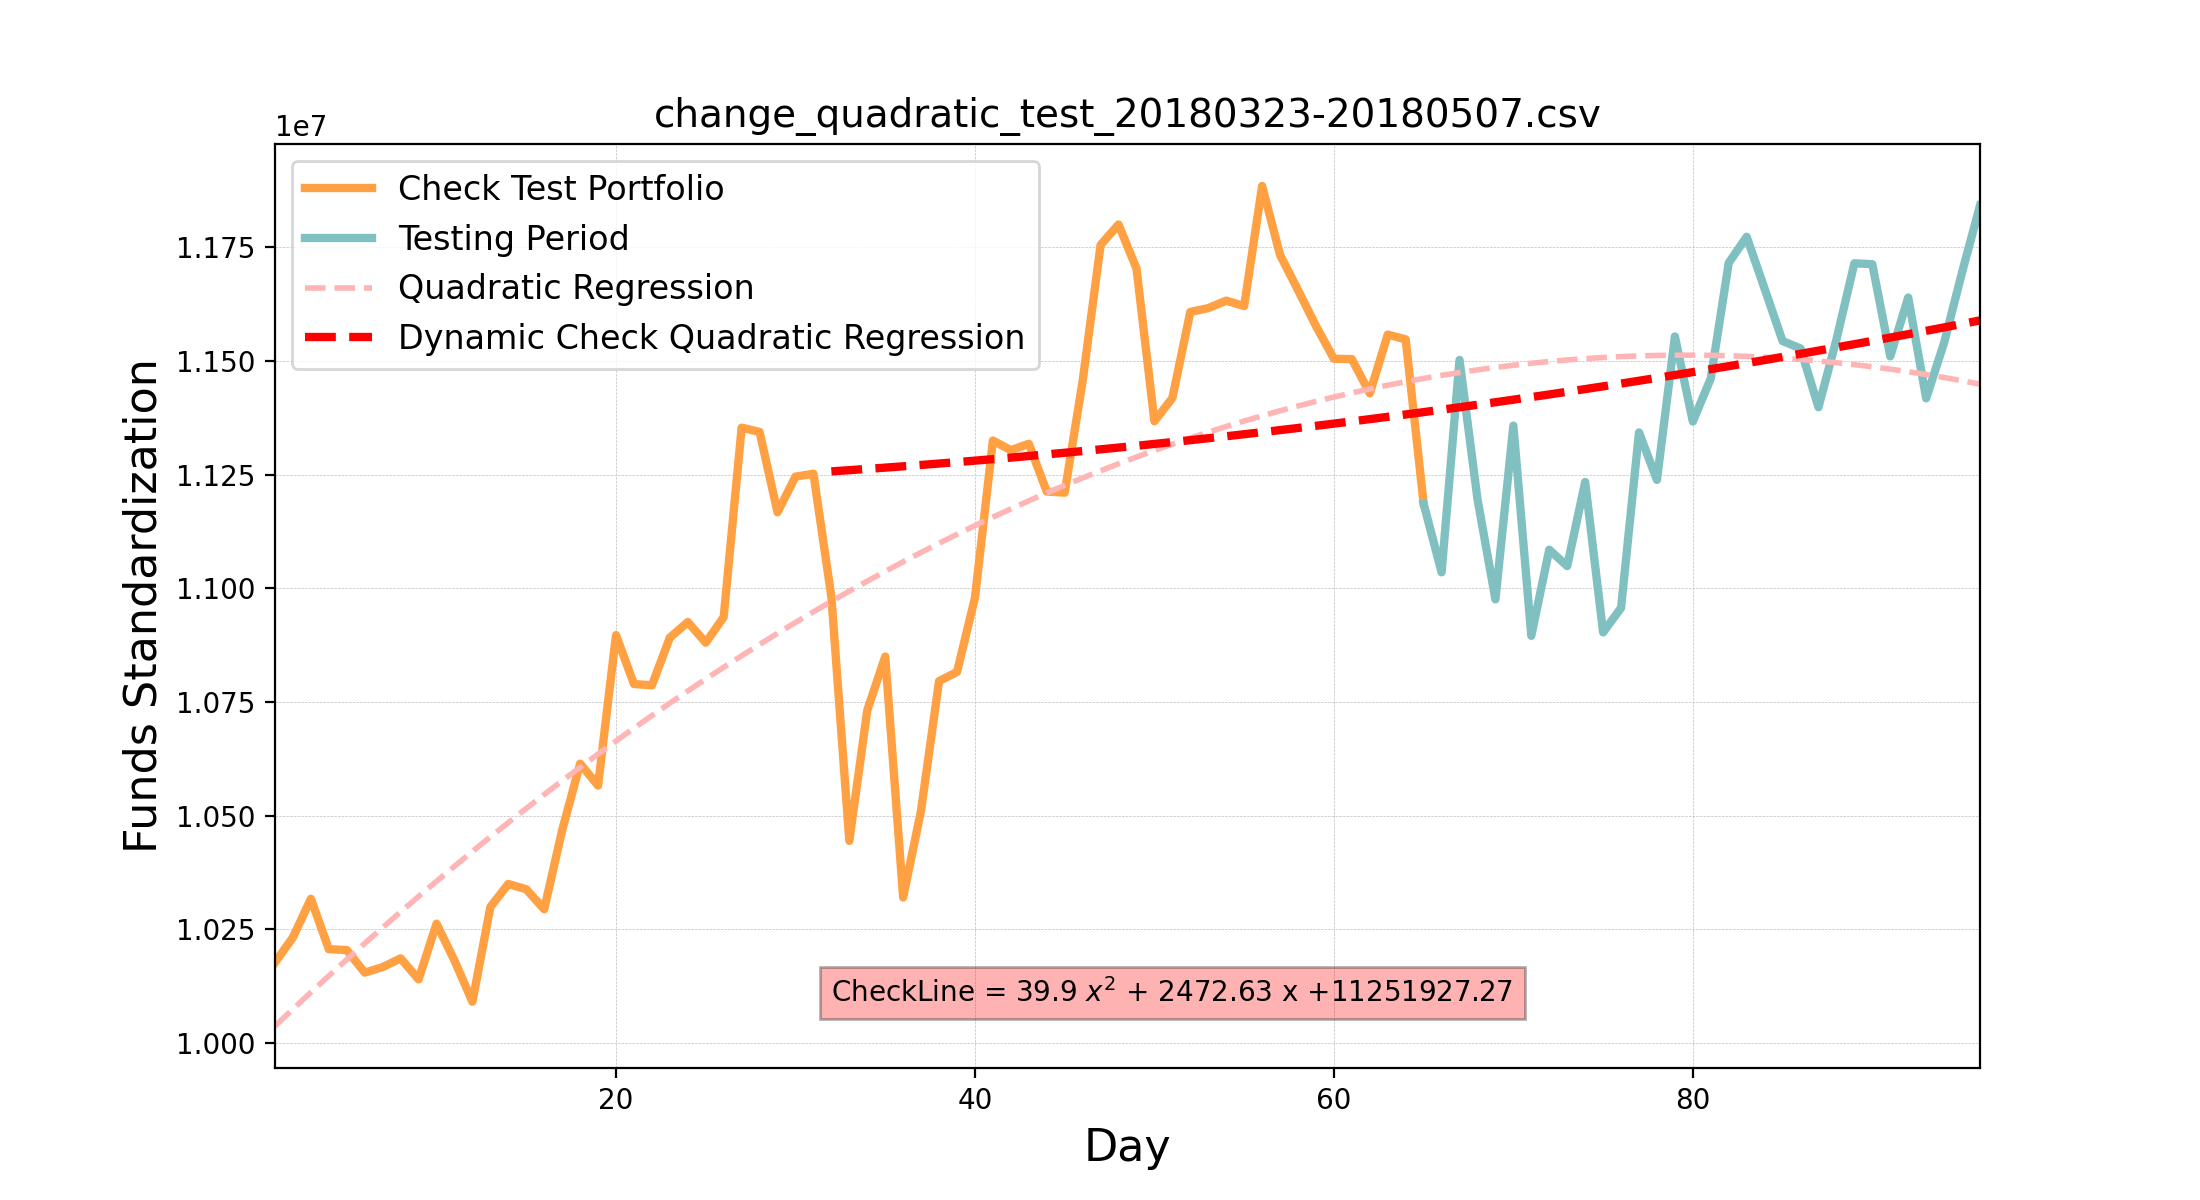 change_quadratic_test_20180323-20180507.csv
1e7
Check Test Portfolio
Testing Period
Quadratic Regression
Dynamic Check Quadratic Regression
1.175
1.150
1.125
1.100
1.075
1.050
1.025
1.000
Funds Standardization
CheckLine = 39.9 x² + 2472.63 x +11251927.27
20 40 60 80
Day